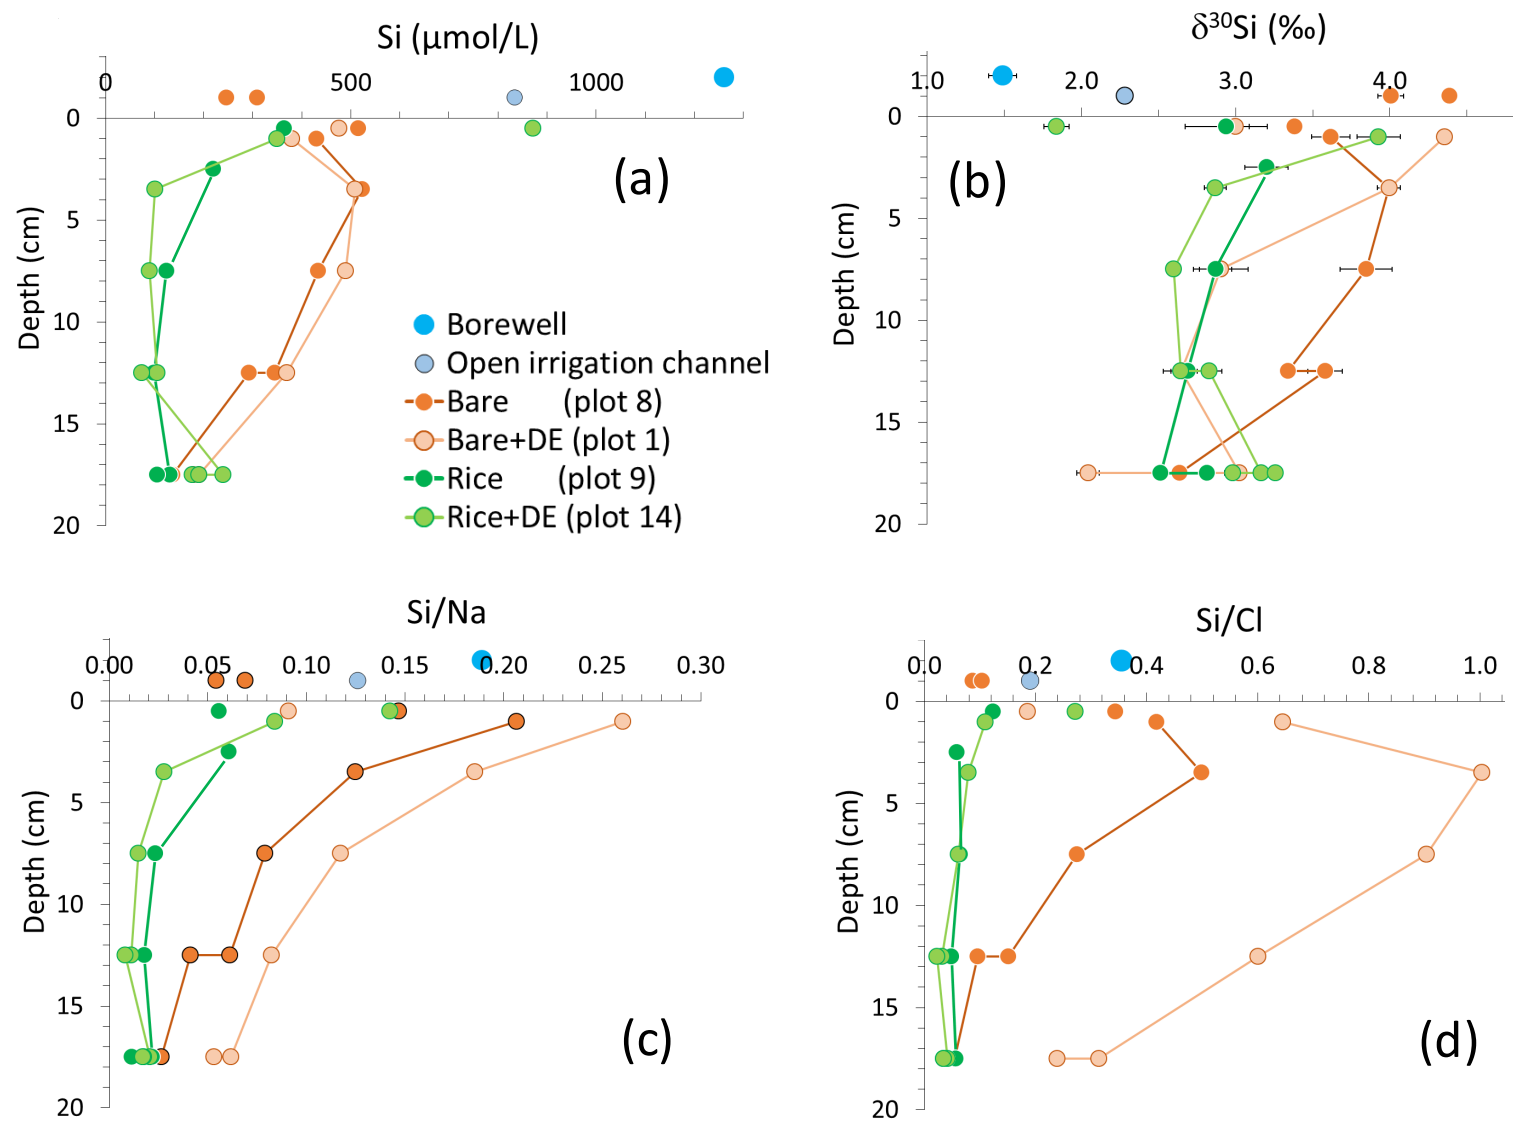 Si (µmol/L)
0 500 1000
0
5
10
15
20
Depth (cm)
(a)
Borewell
Open irrigation channel
Bare (plot 8)
Bare+DE (plot 1)
Rice (plot 9)
Rice+DE (plot 14)
δ³⁰Si (‰)
1.0 2.0 3.0 4.0
0
5
10
15
20
Depth (cm)
(b)
Si/Na
0.00 0.05 0.10 0.15 0.20 0.25 0.30
0
5
10
15
20
Depth (cm)
(c)
Si/Cl
0.0 0.2 0.4 0.6 0.8 1.0
0
5
10
15
20
Depth (cm)
(d)